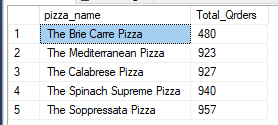 pizza_name Total_Qrders
1 The Brie Carre Pizza 480
2 The Mediterranean Pizza 923
3 The Calabrese Pizza 927
4 The Spinach Supreme Pizza 940
5 The Soppressata Pizza 957